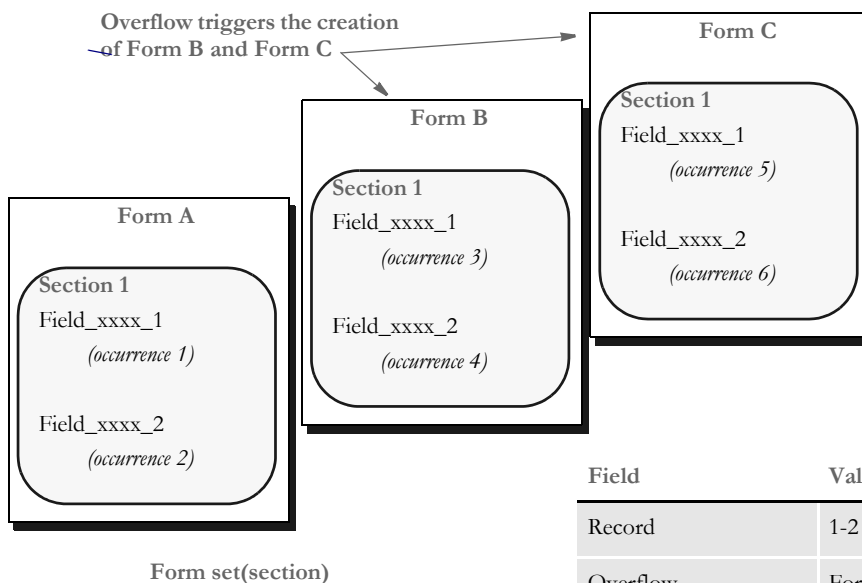 Overflow triggers the creation
of Form B and Form C
Form C
Section 1
Field_xxxx_1
(occurrence 5)
Field_xxxx_2
(occurrence 6)
Form B
Section 1
Field_xxxx_1
(occurrence 3)
Field_xxxx_2
(occurrence 4)
Form A
Section 1
Field_xxxx_1
(occurrence 1)
Field_xxxx_2
(occurrence 2)
Form set(section)
Field
Record 1-2